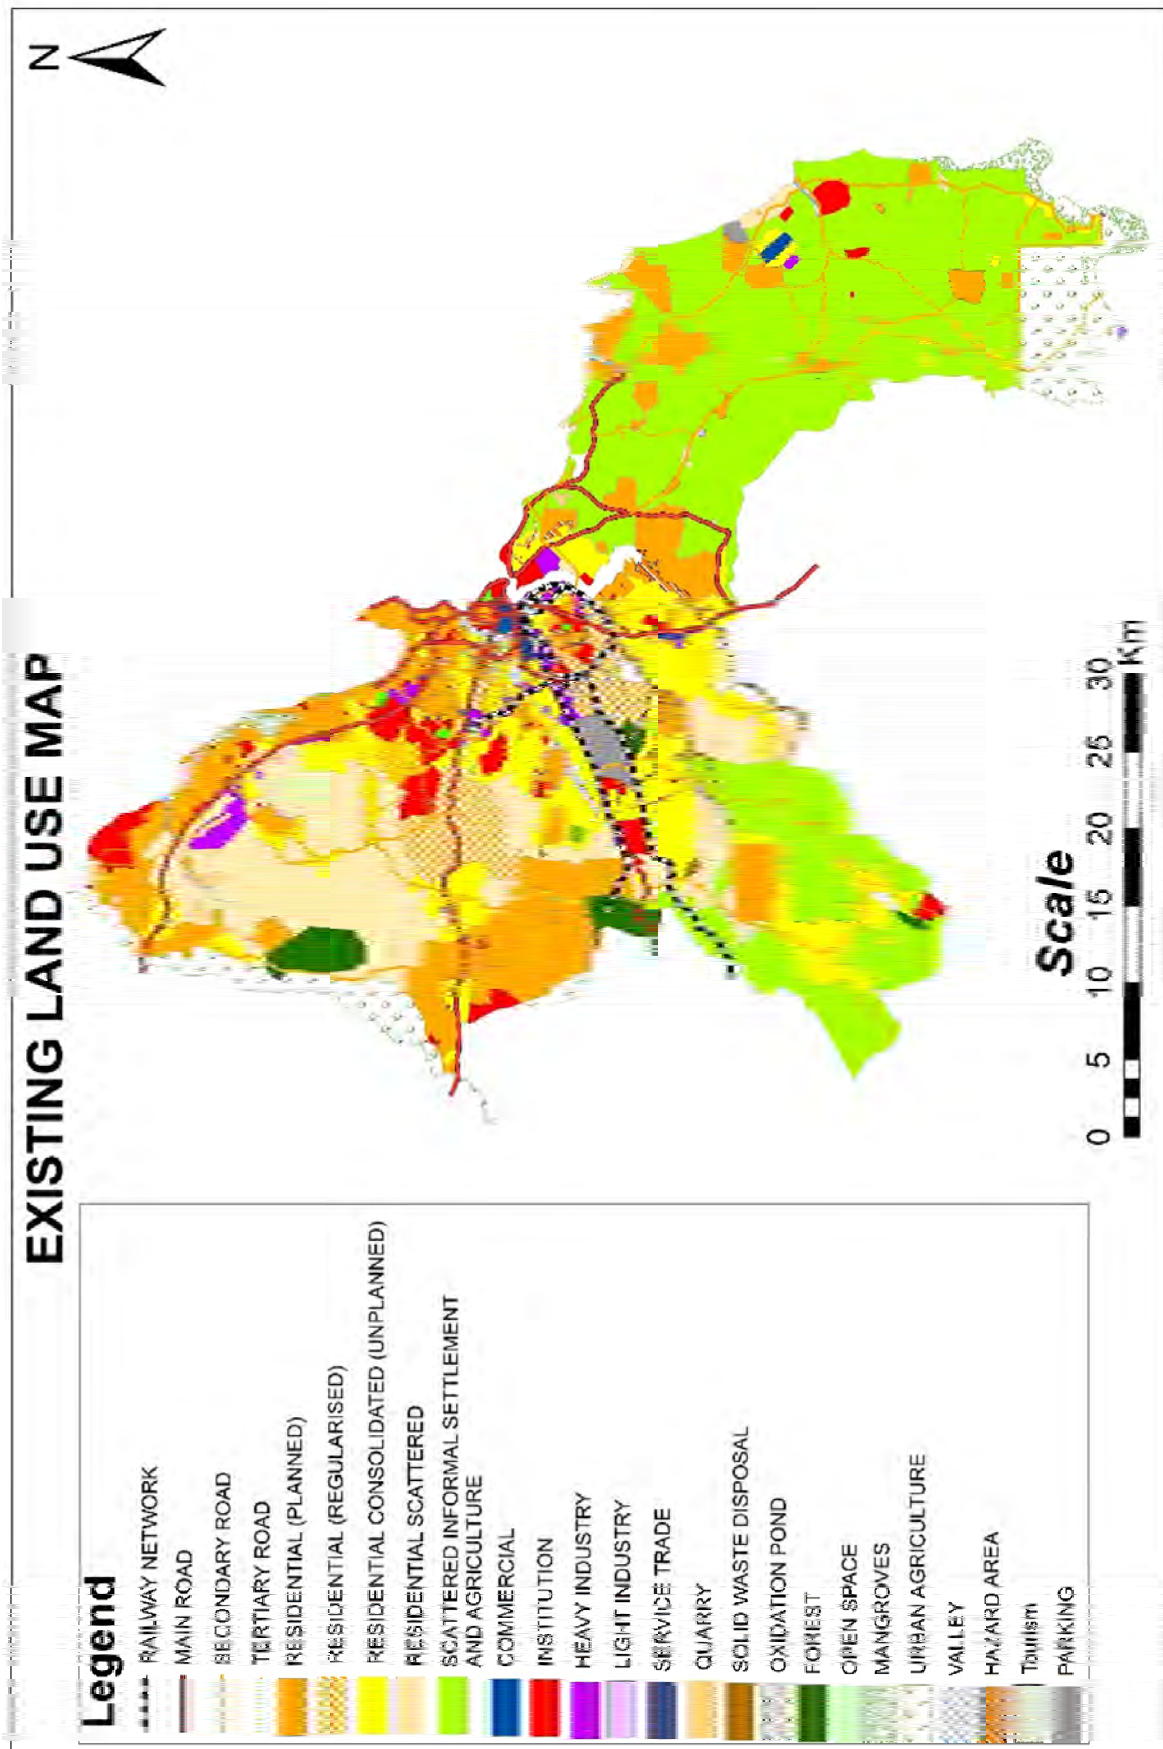 EXISTING LAND USE MAP
N
Legend
RAILWAY NETWORK
MAIN ROAD
SECONDARY ROAD
TERTIARY ROAD
RESIDENTIAL (PLANNED)
RESIDENTIAL (REGULARISED)
RESIDENTIAL CONSOLIDATED (UNPLANNED)
RESIDENTIAL SCATTERED
SCATTERED INFORMAL SETTLEMENT
AND AGRICULTURE
COMMERCIAL
INSTITUTION
HEAVY INDUSTRY
LIGHT INDUSTRY
SERVICE TRADE
QUARRY
SOLID WASTE DISPOSAL
OXIDATION POND
FOREST
OPEN SPACE
MANGROVES
URBAN AGRICULTURE
VALLEY
HAZARD AREA
Tourism
PARKING
Scale
0 5 10 15 20 25 30
Km